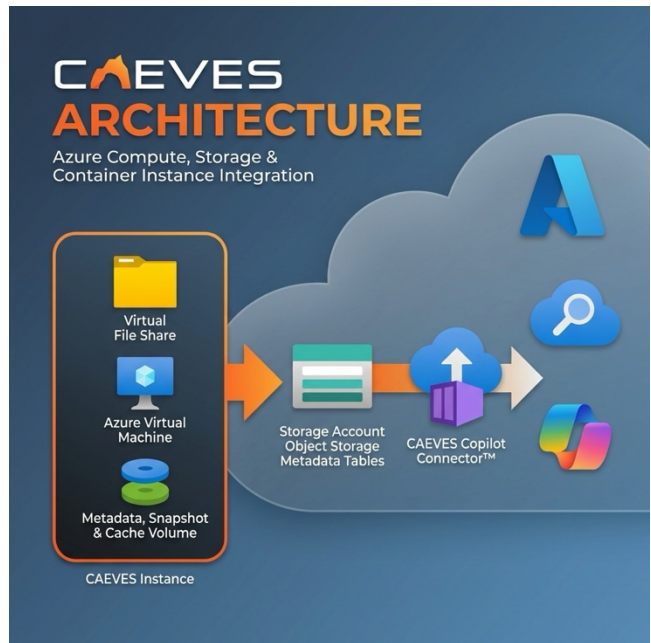 CAEVES
ARCHITECTURE
Azure Compute, Storage &
Container Instance Integration
Virtual
File Share
Azure Virtual
Machine
Metadata, Snapshot
& Cache Volume
CAEVES Instance
Storage Account
Object Storage
Metadata Tables
CAEVES Copilot
Connector™